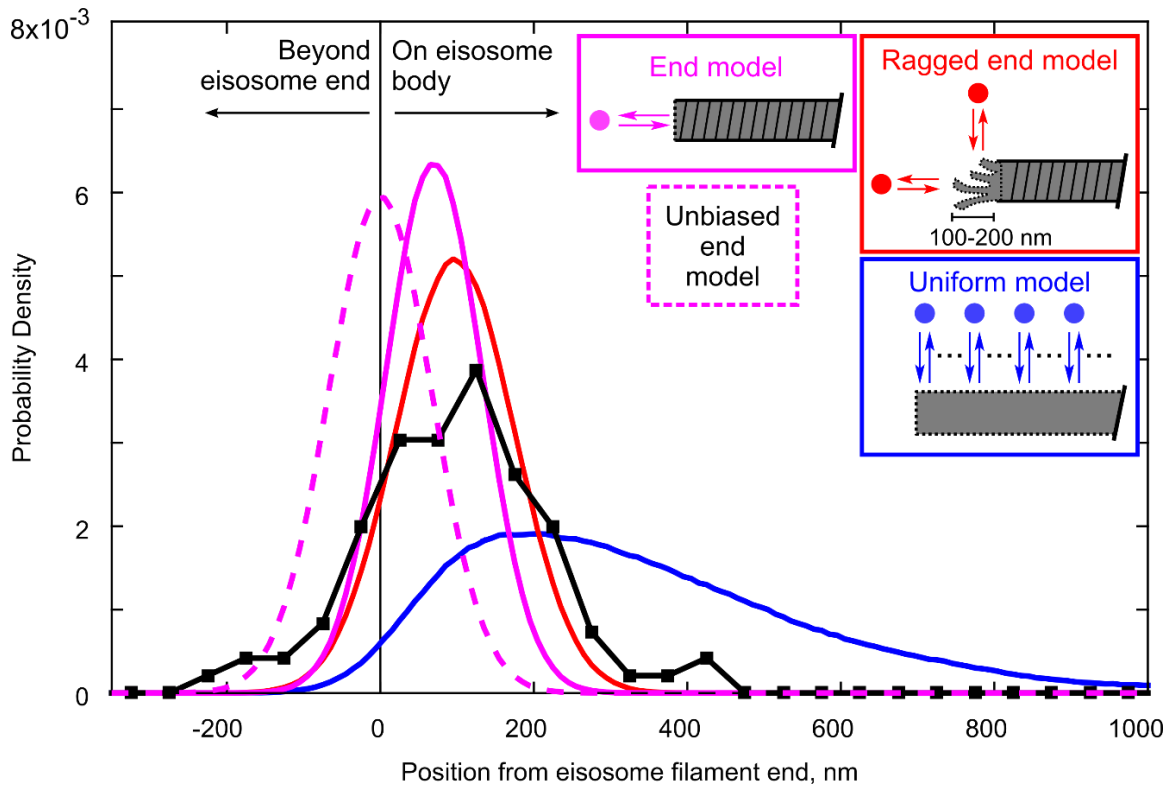 8x10⁻³
6
4
2
0
Probability Density
-200
0
200
400
600
800
1000
Position from eisosome filament end, nm
Beyond
eisosome end
On eisosome
body
End model
Unbiased
end
model
Ragged end model
100-200 nm
Uniform model